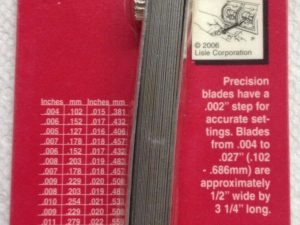 © 2006
Lisle Corporation
Precision
blades have a
.002" step for
accurate set-
tings. Blades
from .004 to
.027" (.102
- .686mm) are
approximately
1/2" wide by
3 1/4" long.
Inches mm Inches mm
.004 .102 .015 .381
.006 .152 .017 .432
.005 .127 .016 .406
.007 .178 .018 .457
.006 .152 .017 .432
.008 .203 .019 .483
.007 .178 .018 .457
.009 .229 .020 .508
.008 .203 .019 .483
.010 .254 .021 .533
.009 .229 .020 .508
.011 .279 .022 .559